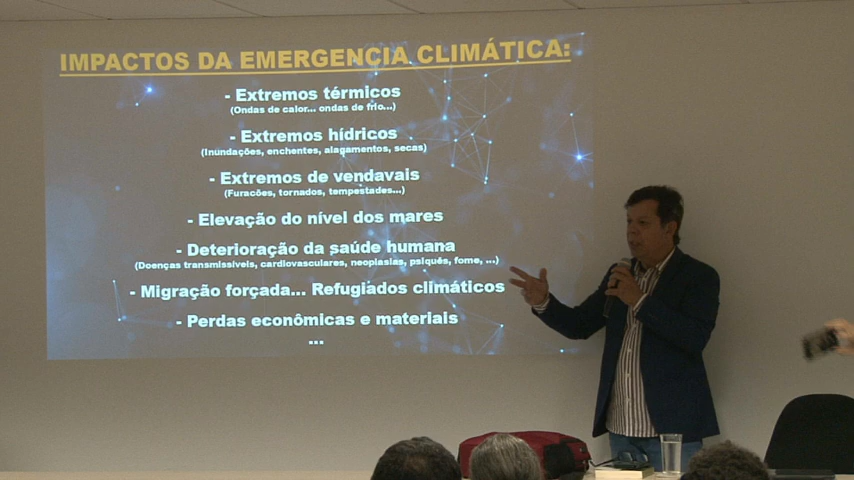 IMPACTOS DA EMERGENCIA CLIMÁTICA:
- Extremos térmicos
(Ondas de calor... ondas de frio...)
- Extremos hídricos
(Inundações, enchentes, alagamentos, secas)
- Extremos de vendavais
(Furacões, tornados, tempestades...)
- Elevação do nível dos mares
- Deterioração da saúde humana
(Doenças transmissíveis, cardiovasculares, neoplasias, psiquês, fome, ...)
- Migração forçada... Refugiados climáticos
- Perdas econômicas e materiais
...